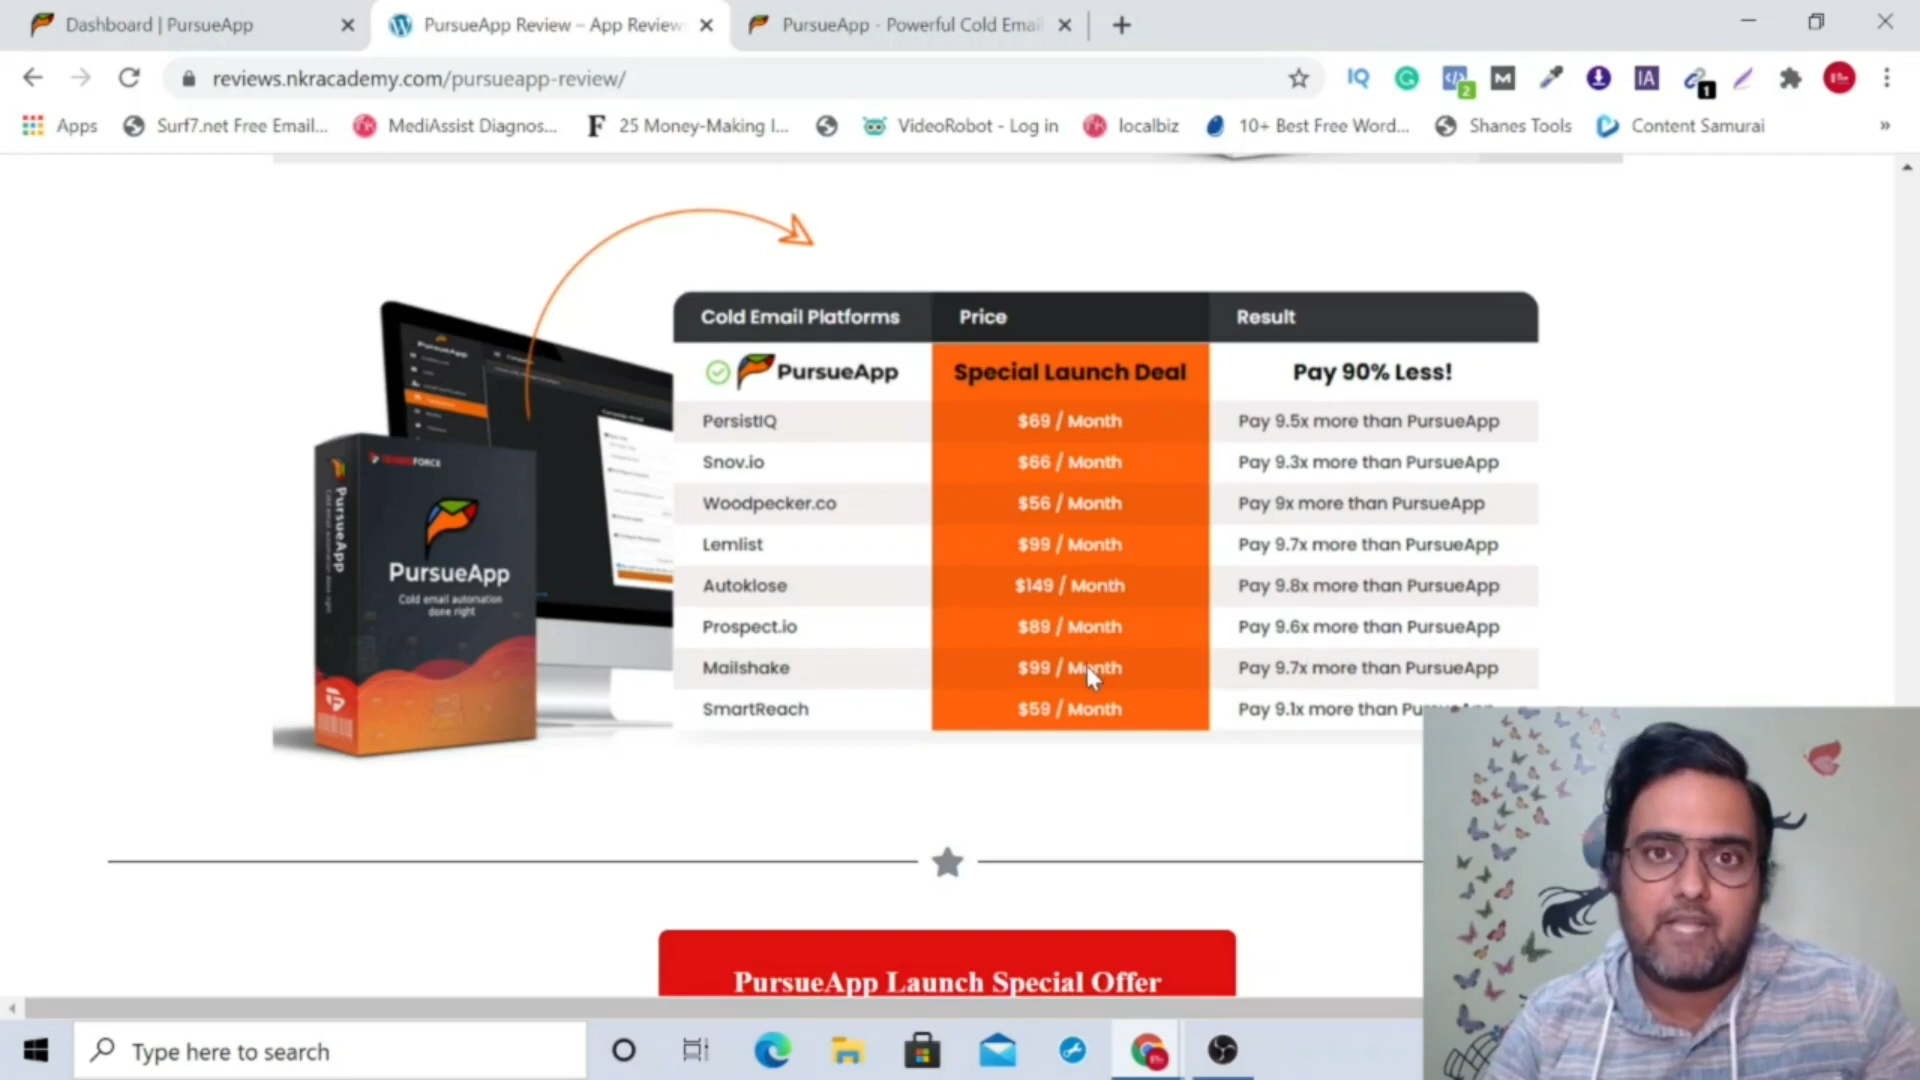 Dashboard | PursueApp
PursueApp Review – App Review
PursueApp - Powerful Cold Email
reviews.nkracademy.com/pursueapp-review/
IQ
2
IA
1
Apps
Surf7.net Free Email...
MediAssist Diagnos...
25 Money-Making I...
VideoRobot - Log in
localbiz
10+ Best Free Word...
Shanes Tools
Content Samurai
»
Cold Email Platforms Price Result
PursueApp Special Launch Deal Pay 90% Less!
PersistIQ $69 / Month Pay 9.5x more than PursueApp
Snov.io $66 / Month Pay 9.3x more than PursueApp
Woodpecker.co $56 / Month Pay 9x more than PursueApp
Lemlist $99 / Month Pay 9.7x more than PursueApp
Autoklose $149 / Month Pay 9.8x more than PursueApp
Prospect.io $89 / Month Pay 9.6x more than PursueApp
Mailshake $99 / Month Pay 9.7x more than PursueApp
SmartReach $59 / Month Pay 9.1x more than
PursueApp
PursueApp
PursueApp
Cold email automation
done right
PursueApp Launch Special Offer
Type here to search